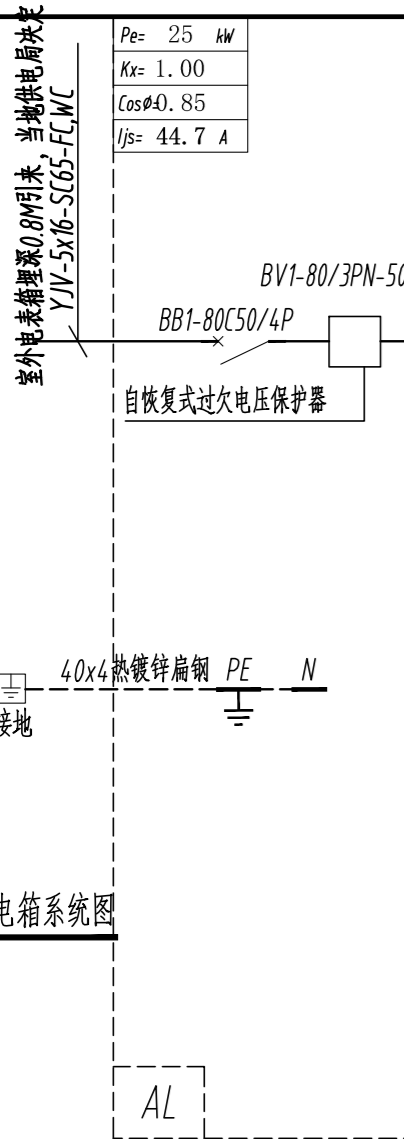 室外电表箱埋深0.8M引来，当地供电局决定
YJV-5x16-SC65-FC,WC
Pe= 25 kW
Kx= 1.00
CosØ=0.85
Ijs= 44.7 A
BV1-80/3PN-50
BB1-80C50/4P
自恢复式过欠电压保护器
40x4热镀锌扁钢 PE N
接地
电箱系统图
AL